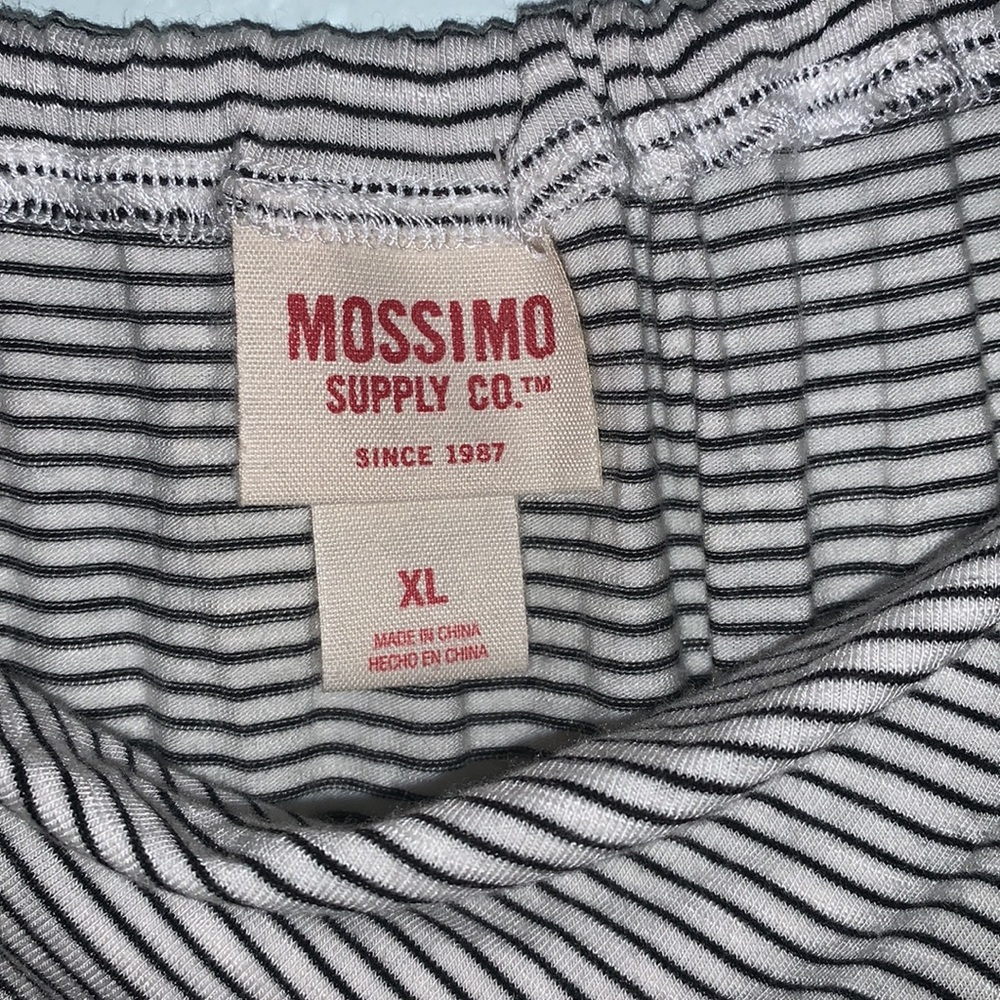 MOSSIMO
SUPPLY CO.™
SINCE 1987
XL
MADE IN CHINA
HECHO EN CHINA